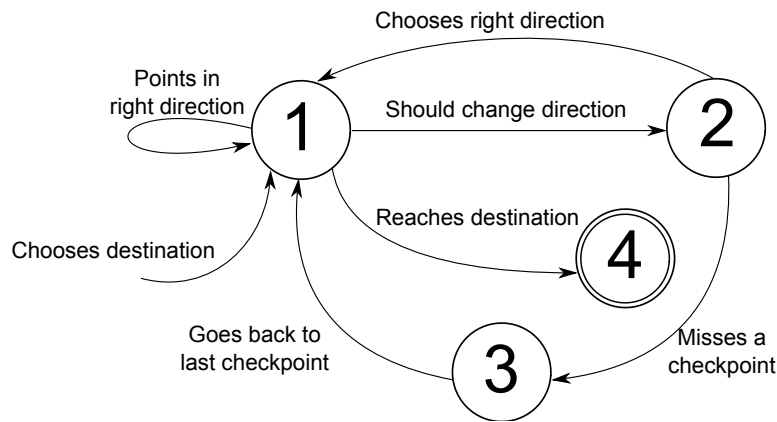 Chooses right direction
Points in
right direction
1
Should change direction
2
Reaches destination
4
Chooses destination
Goes back to
last checkpoint
3
Misses a
checkpoint